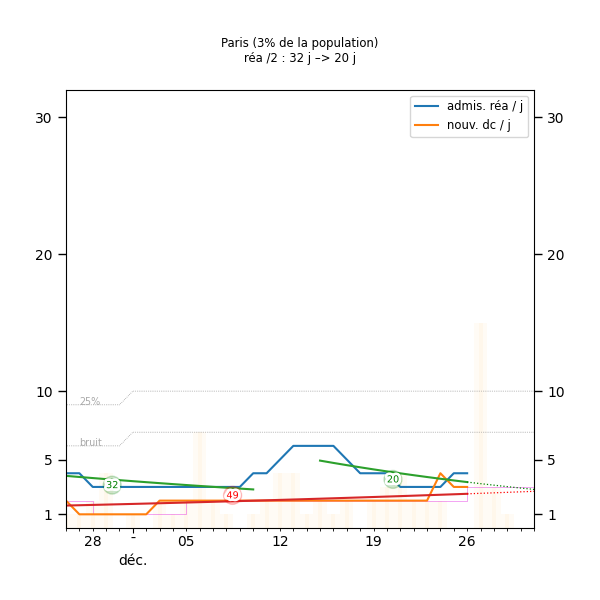 Paris (3% de la population)
réa /2 : 32 j –> 20 j
admis. réa / j
nouv. dc / j
30 30
20 20
10 10
25%
bruit
5 5
32
20
49
1 1
28 - 05 12 19 26
déc.